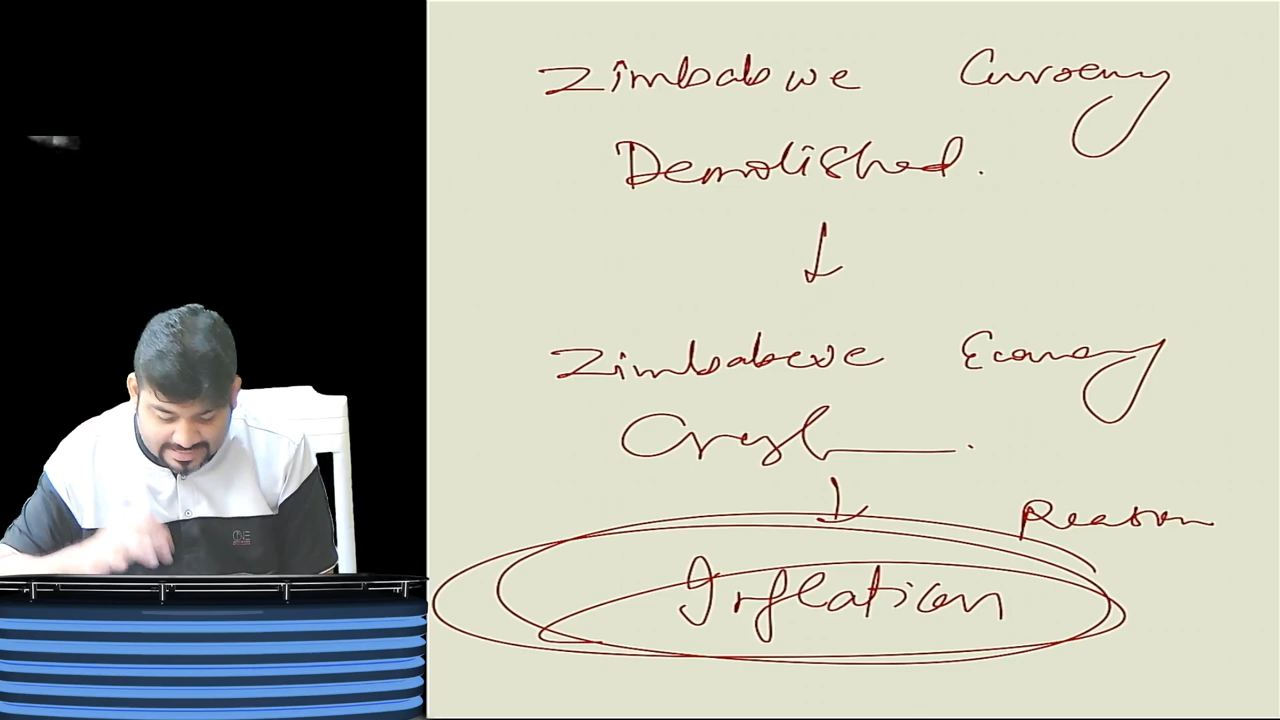 Zimbabwe Currency
Demolished.
Zimbabwe Economy
Crash
Reason
Inflation